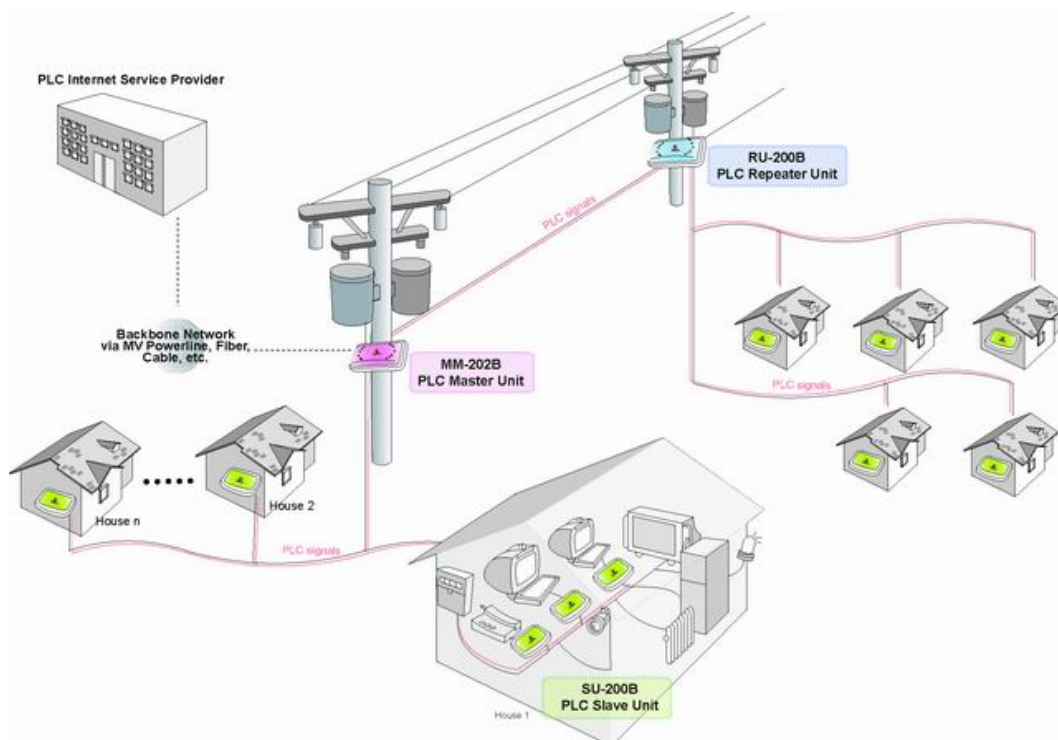 PLC Internet Service Provider
RU-200B
PLC Repeater Unit
PLC signals
Backbone Network
via MV Powerline, Fiber,
Cable, etc.
MM-202B
PLC Master Unit
PLC signals
House 2
House n
PLC signals
SU-200B
PLC Slave Unit
House 1